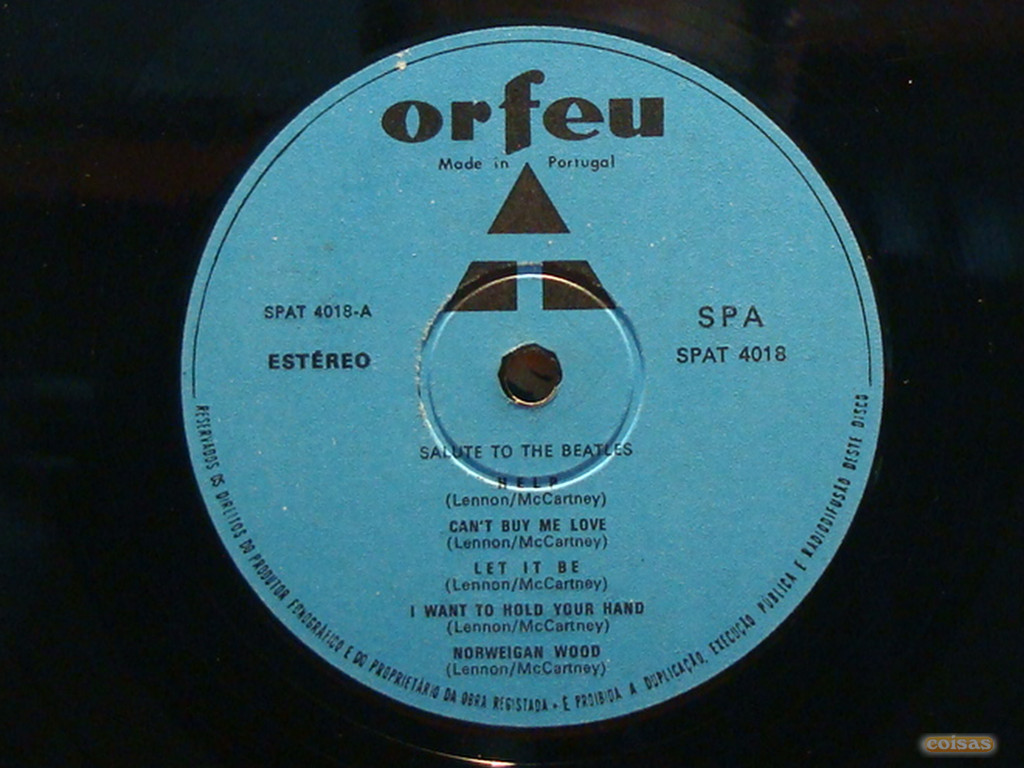 orfeu
Made in Portugal
SPAT 4018-A
ESTÉREO
SPA
SPAT 4018
SALUTE TO THE BEATLES
HELP
(Lennon/McCartney)
CAN'T BUY ME LOVE
(Lennon/McCartney)
LET IT BE
(Lennon/McCartney)
I WANT TO HOLD YOUR HAND
(Lennon/McCartney)
NORWEIGAN WOOD
(Lennon/McCartney)
RESERVADOS OS DIREITOS DO PRODUTOR FONOGRÁFICO E DO PROPRIETÁRIO DA OBRA REGISTADA • É PROIBIDA A DUPLICAÇÃO, EXECUÇÃO PÚBLICA E RADIODIFUSÃO DESTE DISCO
coisas